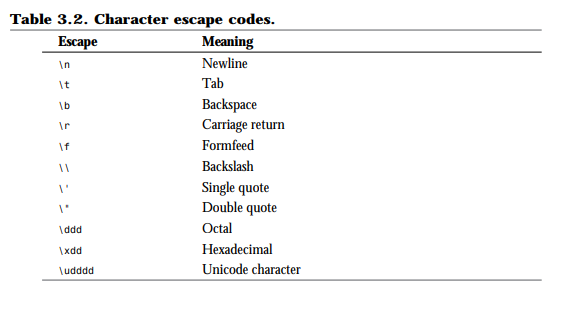 Table 3.2. Character escape codes.
Escape Meaning
\n Newline
\t Tab
\b Backspace
\r Carriage return
\f Formfeed
\\ Backslash
\' Single quote
\" Double quote
\ddd Octal
\xdd Hexadecimal
\udddd Unicode character